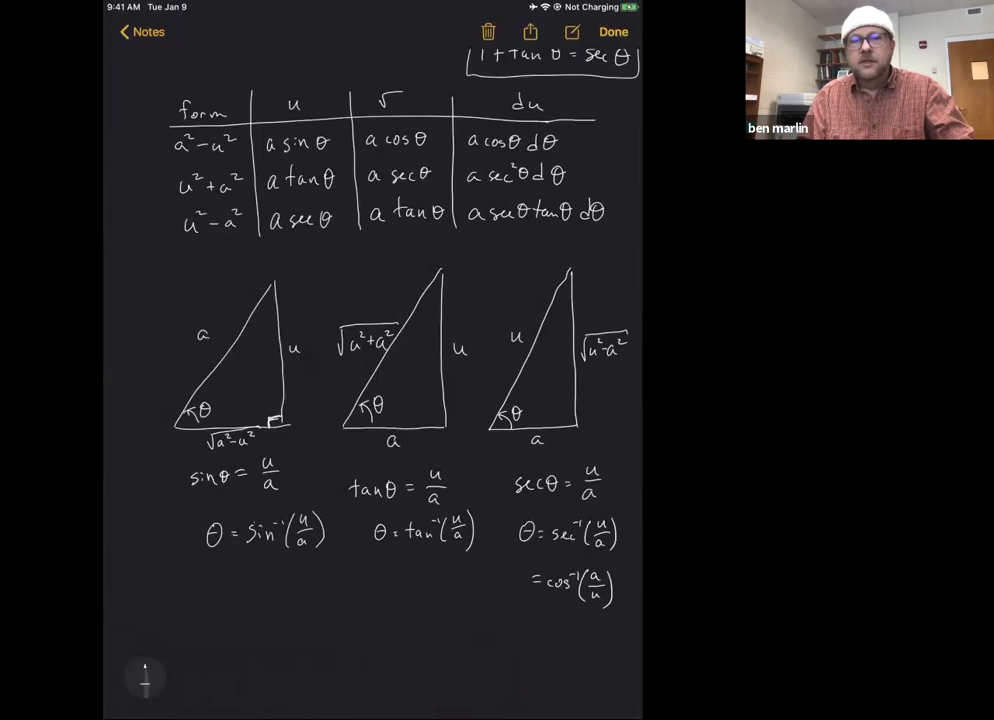 9:41 AM Tue Jan 9
Not Charging
Notes
Done
1 + tan θ = sec θ
form u √ du
a² − u² a sin θ a cos θ a cos θ dθ
u² + a² a tan θ a sec θ a sec² θ dθ
u² − a² a sec θ a tan θ a sec θ tan θ dθ
a
u
θ
√a² − u²
√u² + a²
u
θ
a
u
√u² − a²
θ
a
sin θ = u/a
tan θ = u/a
sec θ = u/a
θ = sin⁻¹(u/a)
θ = tan⁻¹(u/a)
θ = sec⁻¹(u/a)
= cos⁻¹(a/u)
ben marlin